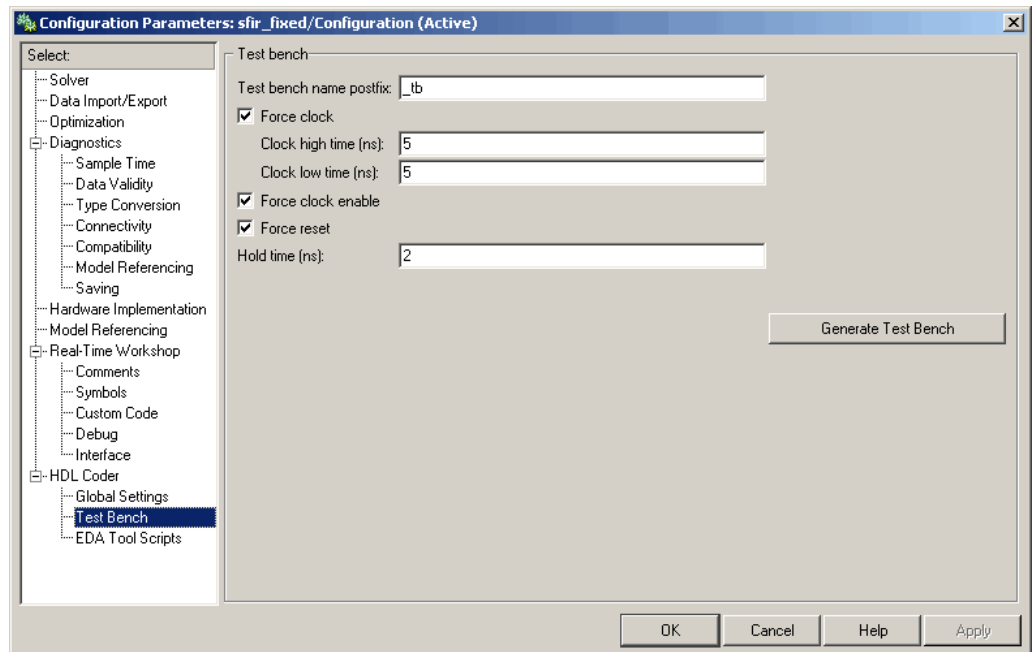 Configuration Parameters: sfir_fixed/Configuration (Active)
Select:
Solver
Data Import/Export
Optimization
Diagnostics
Sample Time
Data Validity
Type Conversion
Connectivity
Compatibility
Model Referencing
Saving
Hardware Implementation
Model Referencing
Real-Time Workshop
Comments
Symbols
Custom Code
Debug
Interface
HDL Coder
Global Settings
Test Bench
EDA Tool Scripts
Test bench
Test bench name postfix: _tb
Force clock
Clock high time (ns): 5
Clock low time (ns): 5
Force clock enable
Force reset
Hold time (ns): 2
Generate Test Bench
OK Cancel Help Apply